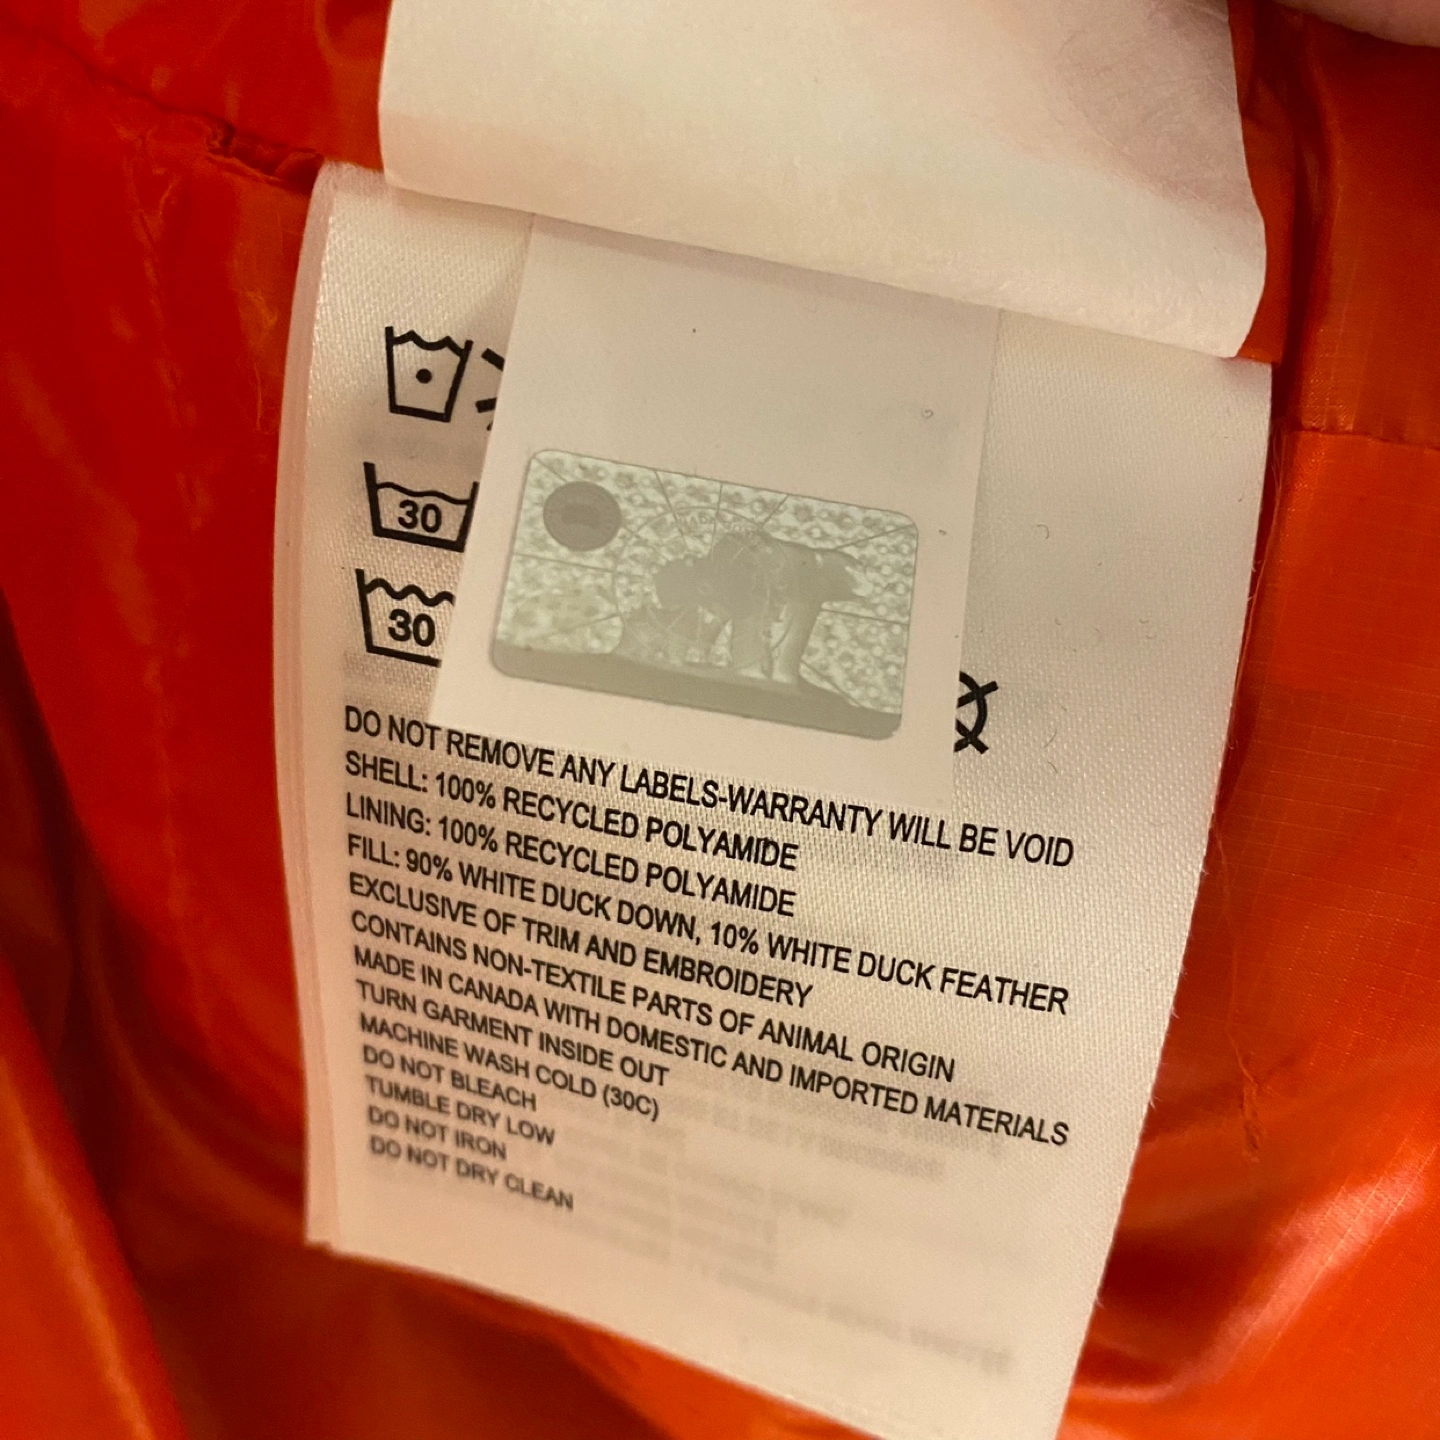 30
30
DO NOT REMOVE ANY LABELS-WARRANTY WILL BE VOID
SHELL: 100% RECYCLED POLYAMIDE
LINING: 100% RECYCLED POLYAMIDE
FILL: 90% WHITE DUCK DOWN, 10% WHITE DUCK FEATHER
EXCLUSIVE OF TRIM AND EMBROIDERY
CONTAINS NON-TEXTILE PARTS OF ANIMAL ORIGIN
MADE IN CANADA WITH DOMESTIC AND IMPORTED MATERIALS
TURN GARMENT INSIDE OUT
MACHINE WASH COLD (30C)
DO NOT BLEACH
TUMBLE DRY LOW
DO NOT IRON
DO NOT DRY CLEAN